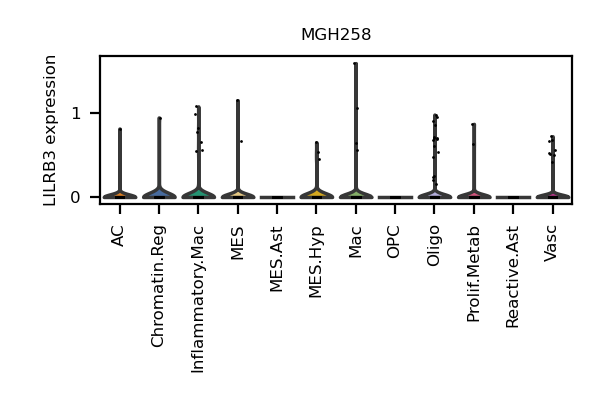 MGH258
LILRB3 expression
1
0
AC
Chromatin.Reg
Inflammatory.Mac
MES
MES.Ast
MES.Hyp
Mac
OPC
Oligo
Prolif.Metab
Reactive.Ast
Vasc